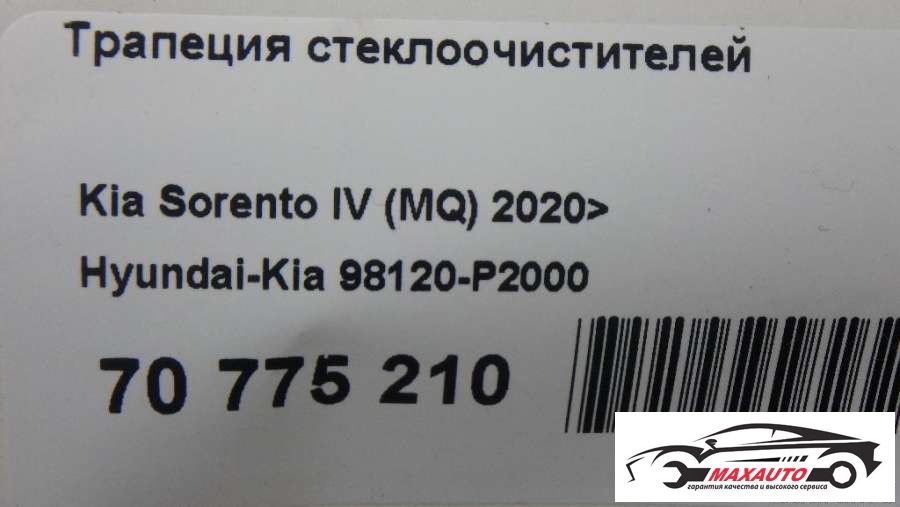 Трапеция стеклоочистителей
Kia Sorento IV (MQ) 2020>
Hyundai-Kia 98120-P2000
70 775 210
MAXAUTO
гарантия качества и высокого сервиса